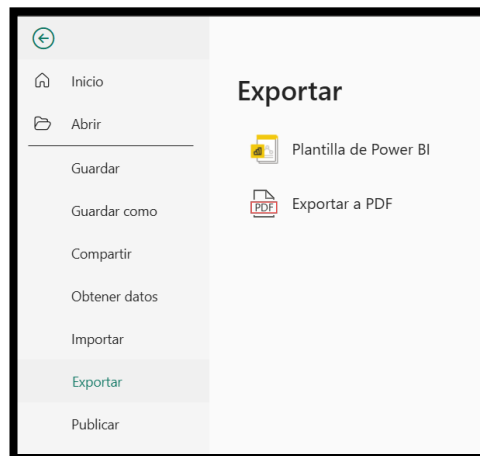 Inicio
Abrir
Guardar
Guardar como
Compartir
Obtener datos
Importar
Exportar
Publicar
Exportar
Plantilla de Power BI
PDF
Exportar a PDF